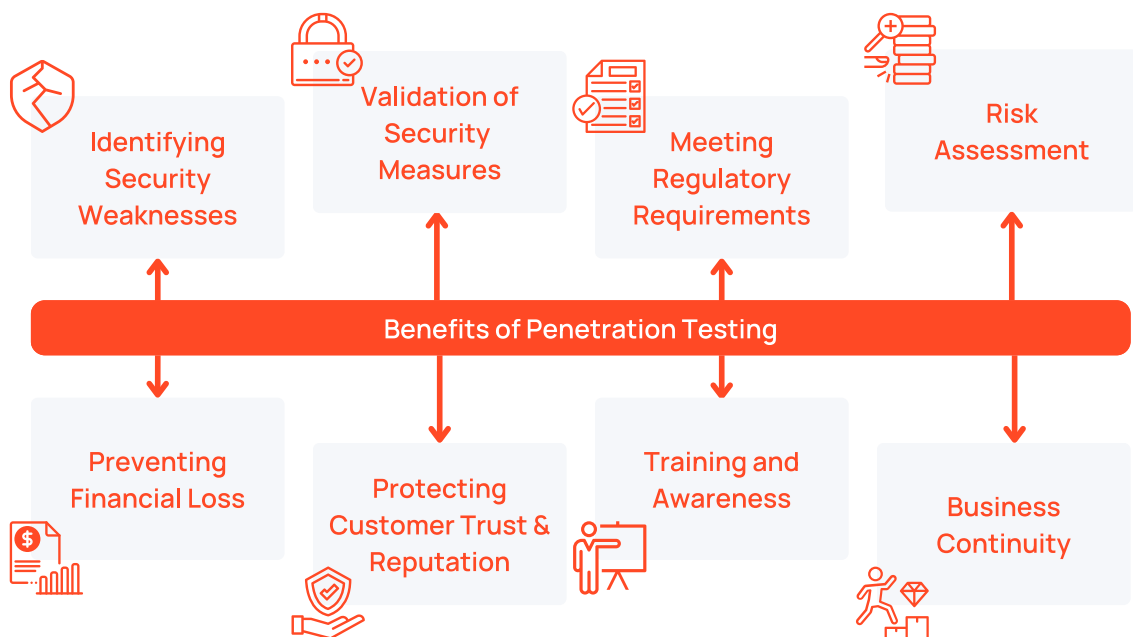 Identifying
Security
Weaknesses
Validation of
Security
Measures
Meeting
Regulatory
Requirements
Risk
Assessment
Benefits of Penetration Testing
Preventing
Financial Loss
Protecting
Customer Trust &
Reputation
Training and
Awareness
Business
Continuity
$